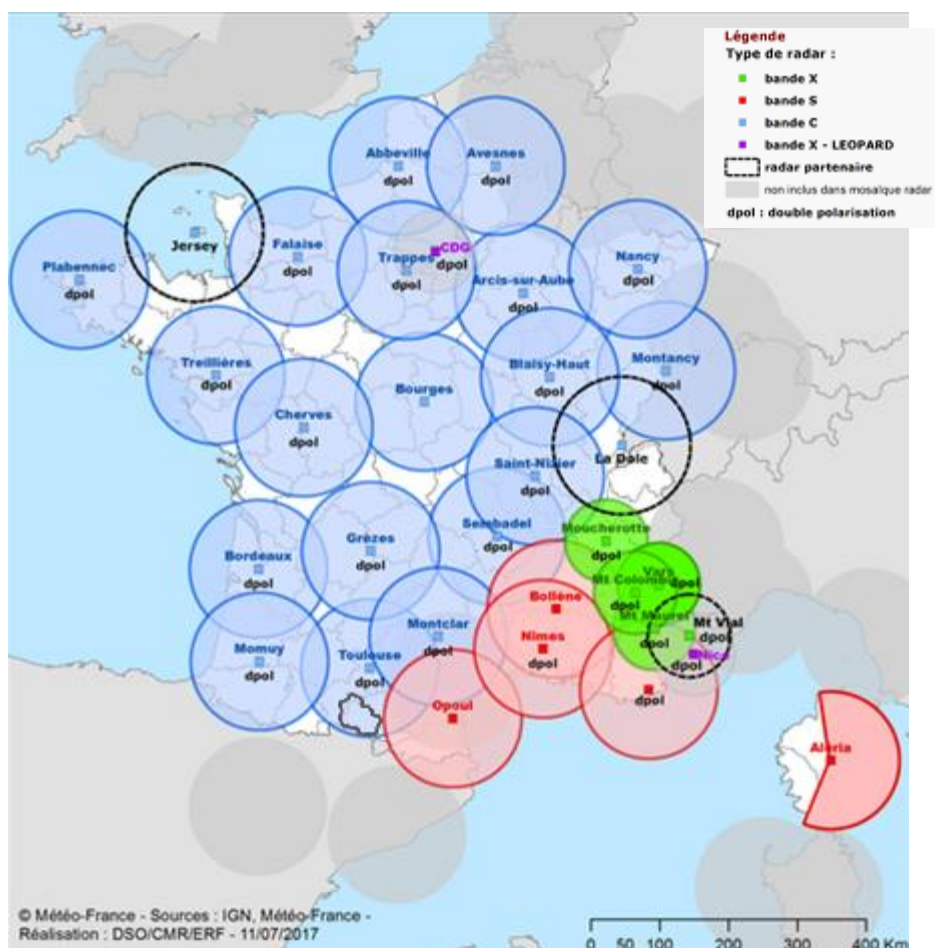 Légende
Type de radar :
bande X
bande S
bande C
bande X - LEOPARD
radar partenaire
non inclus dans mosaïque radar
dpol : double polarisation
Abbeville
dpol
Avesnes
dpol
Jersey
Falaise
dpol
CDG
dpol
Trappes
dpol
Nancy
dpol
Plabennec
dpol
Arcis-sur-Aube
dpol
Treillières
dpol
Blaisy-Haut
dpol
Montancy
dpol
Bourges
Cherves
dpol
La Dole
Saint-Nizier
dpol
Sembadel
dpol
Moucherotte
dpol
Grèzes
dpol
Bordeaux
dpol
Vars
dpol
Mt Colombis
dpol
Bollène
Mt Maurel
dpol
Mt Vial
dpol
Nice
Montclar
dpol
Nîmes
dpol
Momuy
dpol
Toulouse
dpol
dpol
Opoul
Aléria
© Météo-France - Sources : IGN, Météo-France -
Réalisation : DSO/CMR/ERF - 11/07/2017
0 50 100 200 300 400 Km